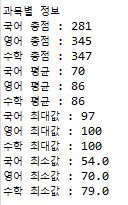 과목별 정보
국어 총점 : 281
영어 총점 : 345
수학 총점 : 347
국어 평균 : 70
영어 평균 : 86
수학 평균 : 86
국어 최대값 : 97
영어 최대값 : 100
수학 최대값 : 100
국어 최소값 : 54.0
영어 최소값 : 70.0
수학 최소값 : 79.0